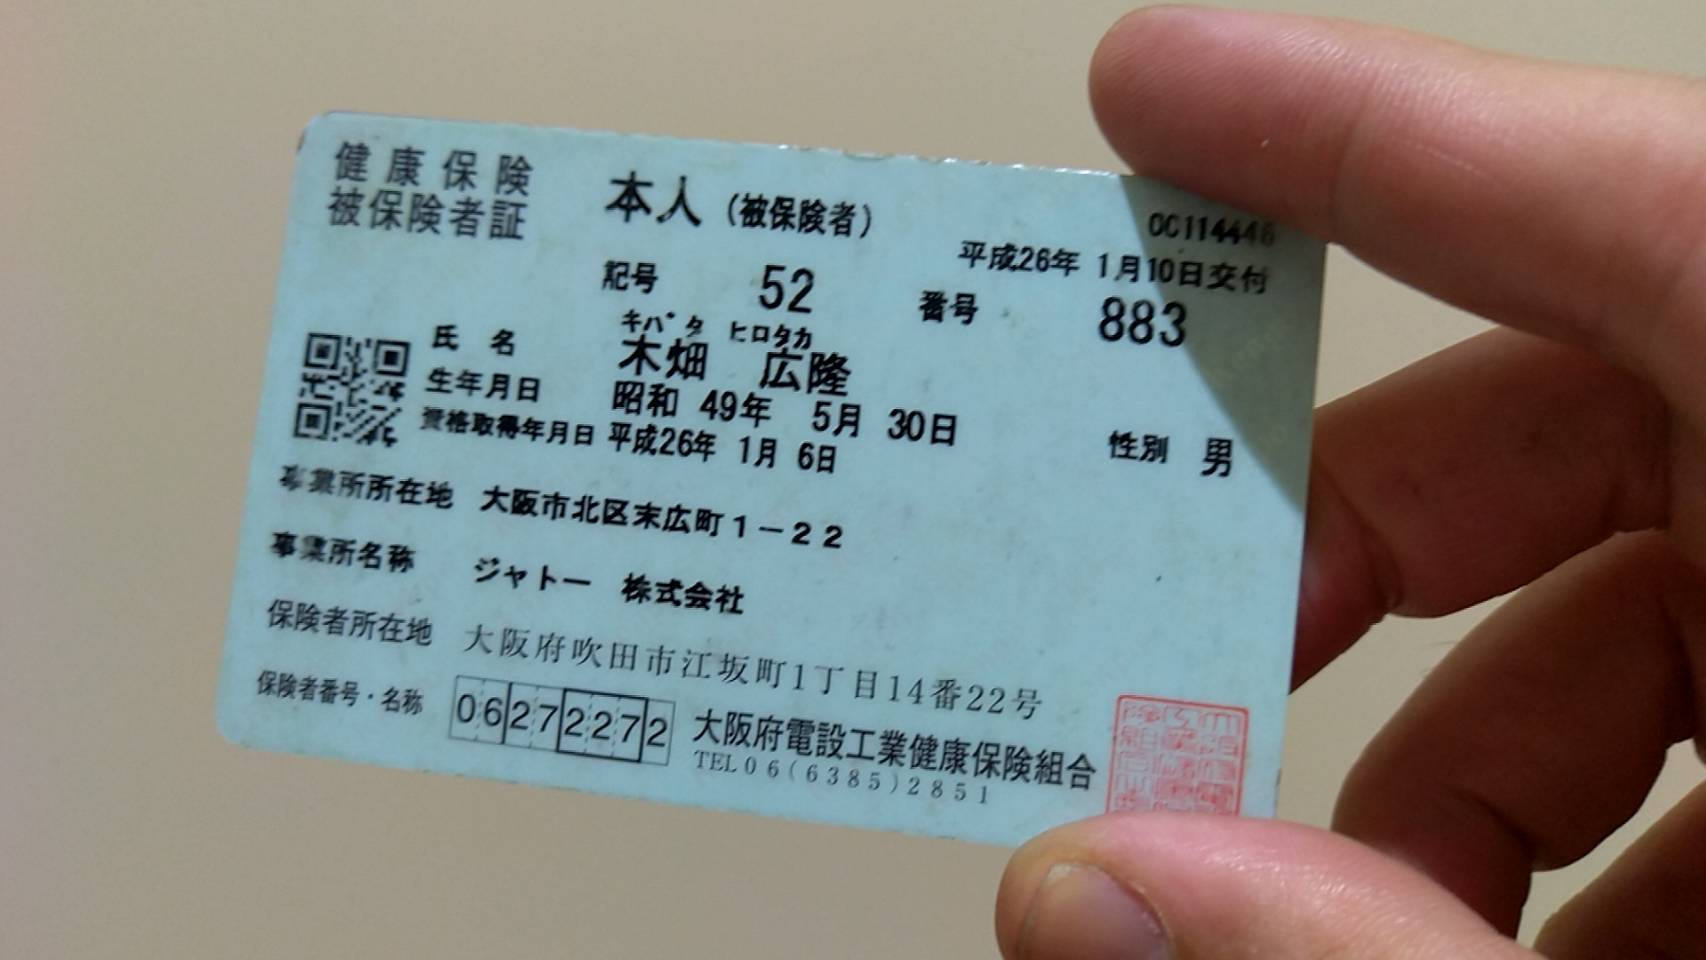 健康保険
被保険者証
本人（被保険者）
OC114446
平成26年 1月10日交付
記号 52 番号 883
キバタ ヒロタカ
氏名 木畑 広隆
生年月日 昭和 49年 5月 30日 性別 男
資格取得年月日 平成26年 1月 6日
事業所所在地 大阪市北区末広町1－22
事業所名称 ジャトー 株式会社
保険者所在地 大阪府吹田市江坂町1丁目14番22号
保険者番号・名称 06272272 大阪府電設工業健康保険組合
TEL06(6385)2851